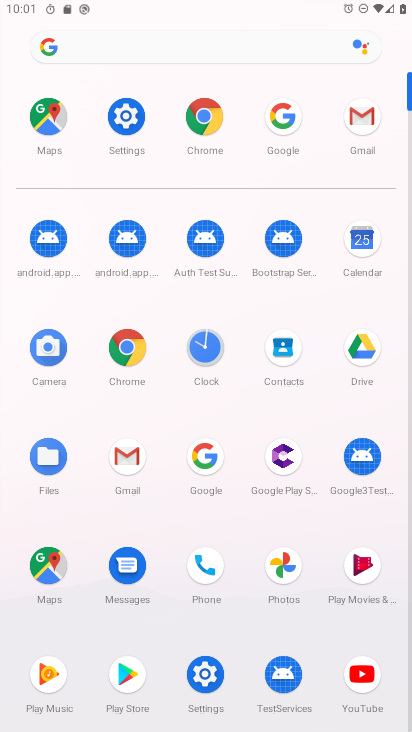 10:01
G
Maps Settings Chrome Google Gmail
android.app,... android.app,... Auth Test Su... Bootstrap Ser... Calendar
Camera Chrome Clock Contacts Drive
Files Gmail Google Google Play S... Google3Test...
Maps Messages Phone Photos Play Movies & ...
Play Music Play Store Settings TestServices YouTube